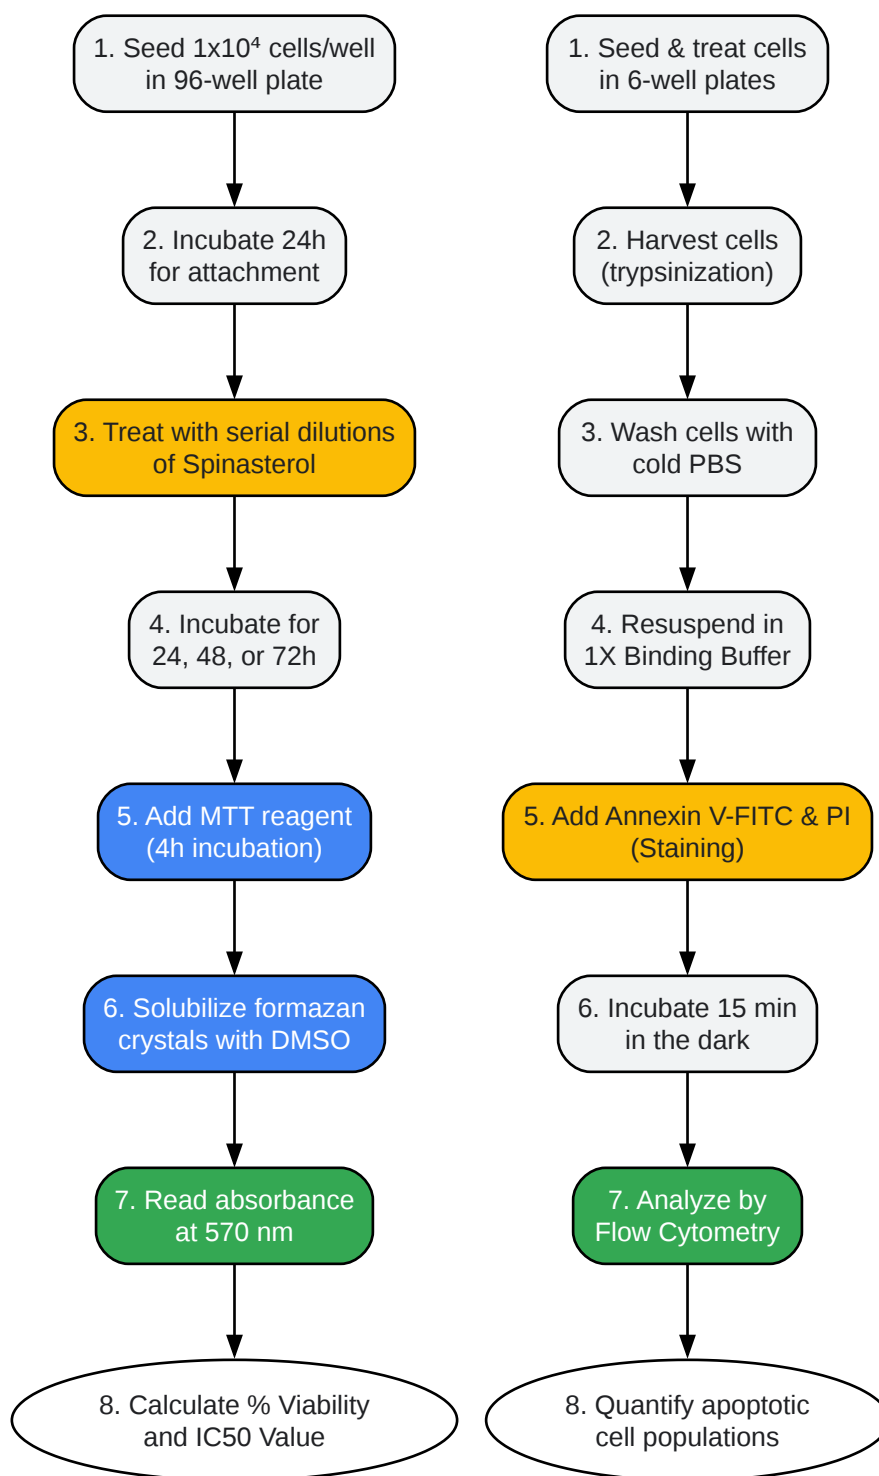 1. Seed 1x10⁴ cells/well
in 96-well plate
2. Incubate 24h
for attachment
3. Treat with serial dilutions
of Spinasterol
4. Incubate for
24, 48, or 72h
5. Add MTT reagent
(4h incubation)
6. Solubilize formazan
crystals with DMSO
7. Read absorbance
at 570 nm
8. Calculate % Viability
and IC50 Value
1. Seed & treat cells
in 6-well plates
2. Harvest cells
(trypsinization)
3. Wash cells with
cold PBS
4. Resuspend in
1X Binding Buffer
5. Add Annexin V-FITC & PI
(Staining)
6. Incubate 15 min
in the dark
7. Analyze by
Flow Cytometry
8. Quantify apoptotic
cell populations